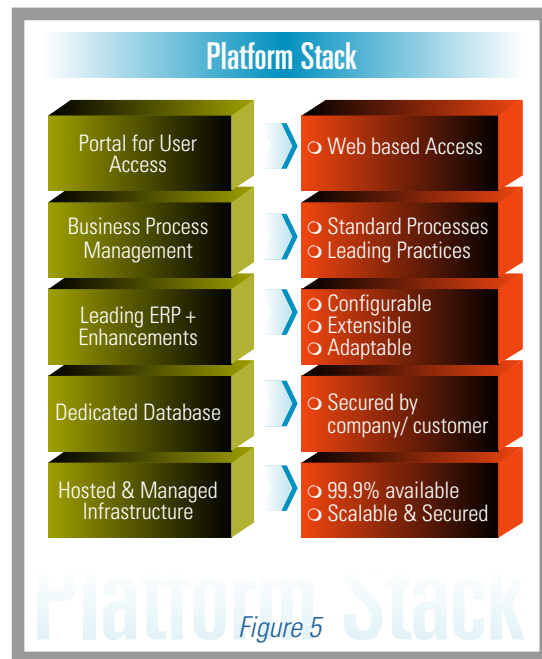 Platform Stack
Portal for User
Access
○ Web based Access
Business Process
Management
○ Standard Processes
○ Leading Practices
Leading ERP +
Enhancements
○ Configurable
○ Extensible
○ Adaptable
Dedicated Database
○ Secured by
company/ customer
Hosted & Managed
Infrastructure
○ 99.9% available
○ Scalable & Secured
Platform Stack
Figure 5